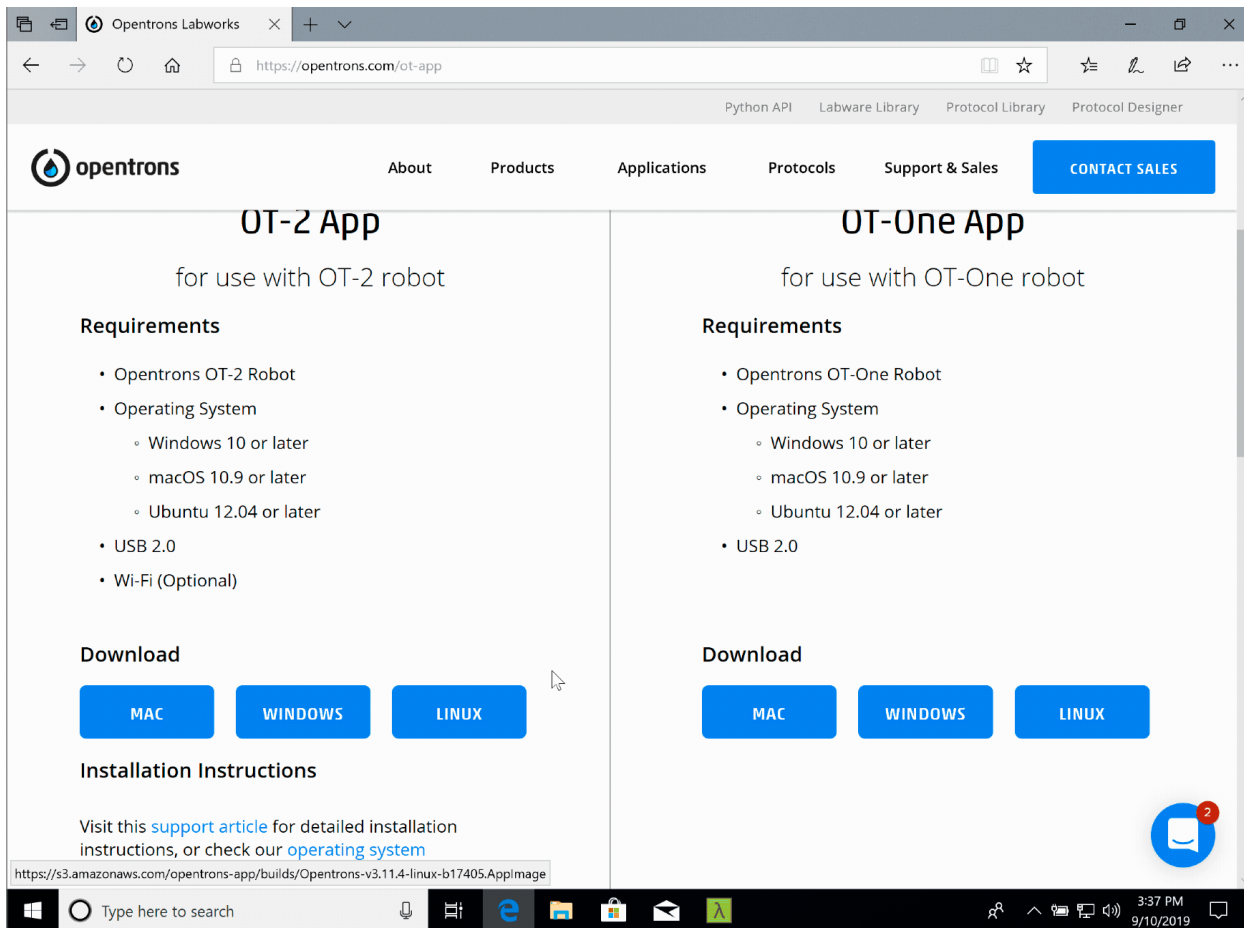 Opentrons Labworks
https://opentrons.com/ot-app
Python API Labware Library Protocol Library Protocol Designer
opentrons About Products Applications Protocols Support & Sales CONTACT SALES
OT-2 App
for use with OT-2 robot
Requirements
• Opentrons OT-2 Robot
• Operating System
◦ Windows 10 or later
◦ macOS 10.9 or later
◦ Ubuntu 12.04 or later
• USB 2.0
• Wi-Fi (Optional)
Download
MAC WINDOWS LINUX
Installation Instructions
Visit this support article for detailed installation
instructions, or check our operating system
OT-One App
for use with OT-One robot
Requirements
• Opentrons OT-One Robot
• Operating System
◦ Windows 10 or later
◦ macOS 10.9 or later
◦ Ubuntu 12.04 or later
• USB 2.0
Download
MAC WINDOWS LINUX
2
https://s3.amazonaws.com/opentrons-app/builds/Opentrons-v3.11.4-linux-b17405.AppImage
Type here to search
3:37 PM
9/10/2019